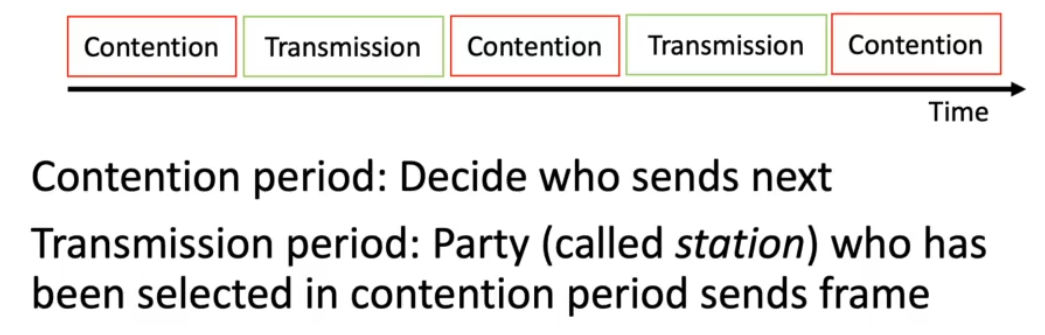 Contention Transmission Contention Transmission Contention
Time
Contention period: Decide who sends next
Transmission period: Party (called station) who has
been selected in contention period sends frame